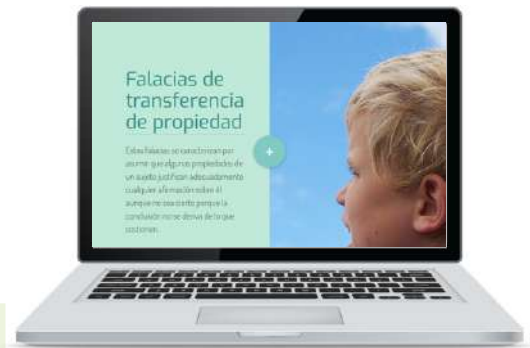 Falacias de
transferencia
de propiedad
Estas falacias se caracterizan por
asumir que algunas propiedades de
un sujeto justifican adecuadamente
cualquier afirmación sobre él
aunque no sea cierto porque la
conclusión no se deriva de lo que
sostienen.
+